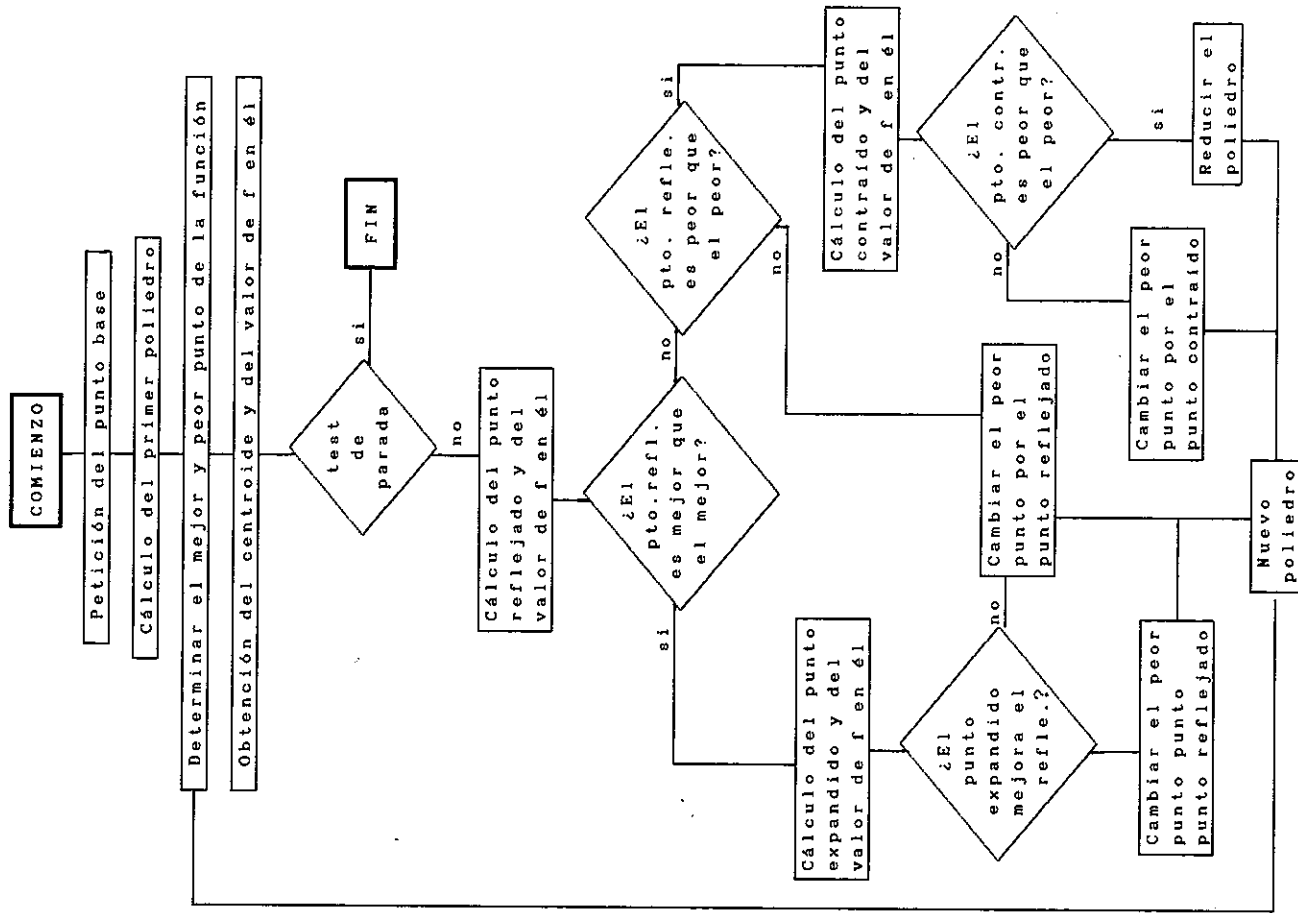 COMIENZO
Petición del punto base
Cálculo del primer poliedro
Determinar el mejor y peor punto de la función
Obtención del centroide y del valor de f en él
test
de
parada
si
FIN
no
Cálculo del punto
reflejado y del
valor de f en él
¿El
pto.refl.
es mejor que
el mejor?
no
¿El
pto. refle.
es peor que
el peor?
si
si
no
Cálculo del punto
expandido y del
valor de f en él
Cálculo del punto
contraído y del
valor de f en él
¿El
punto
expandido
mejora el
refle.?
no
Cambiar el peor
punto por el
punto reflejado
¿El
pto. contr.
es peor que
el peor?
no
si
Cambiar el peor
punto punto
punto reflejado
Cambiar el peor
punto por el
punto contraído
Reducir el
poliedro
Nuevo
poliedro